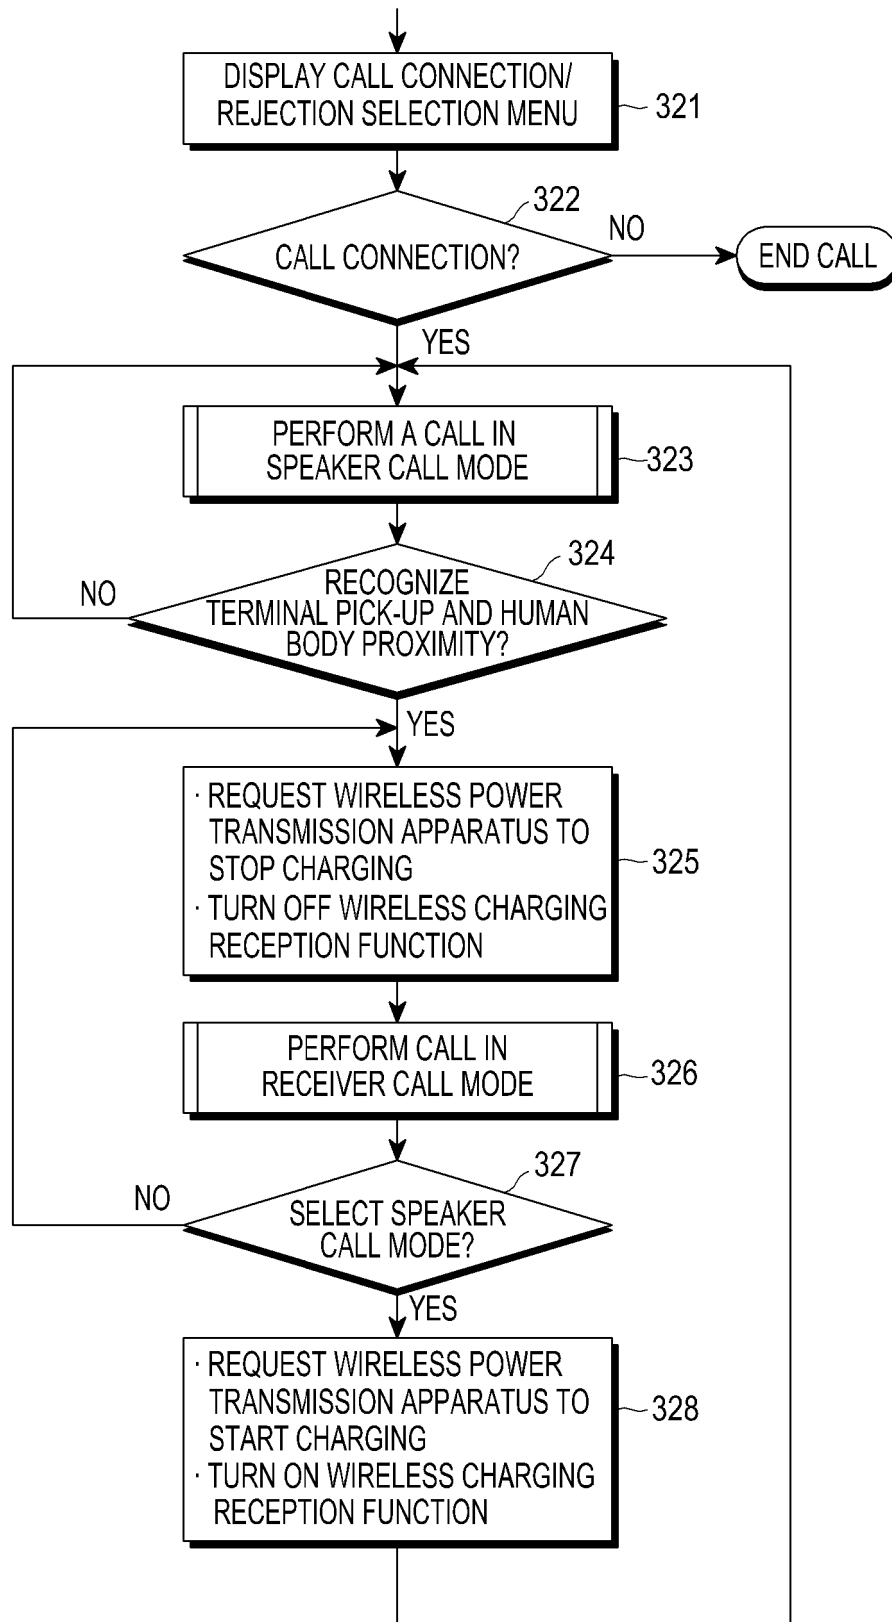 DISPLAY CALL CONNECTION/
REJECTION SELECTION MENU
321
322
CALL CONNECTION?
NO
END CALL
YES
PERFORM A CALL IN
SPEAKER CALL MODE
323
324
RECOGNIZE
TERMINAL PICK-UP AND HUMAN
BODY PROXIMITY?
NO
YES
· REQUEST WIRELESS POWER
TRANSMISSION APPARATUS TO
STOP CHARGING
· TURN OFF WIRELESS CHARGING
RECEPTION FUNCTION
325
PERFORM CALL IN
RECEIVER CALL MODE
326
327
SELECT SPEAKER
CALL MODE?
NO
YES
· REQUEST WIRELESS POWER
TRANSMISSION APPARATUS TO
START CHARGING
· TURN ON WIRELESS CHARGING
RECEPTION FUNCTION
328